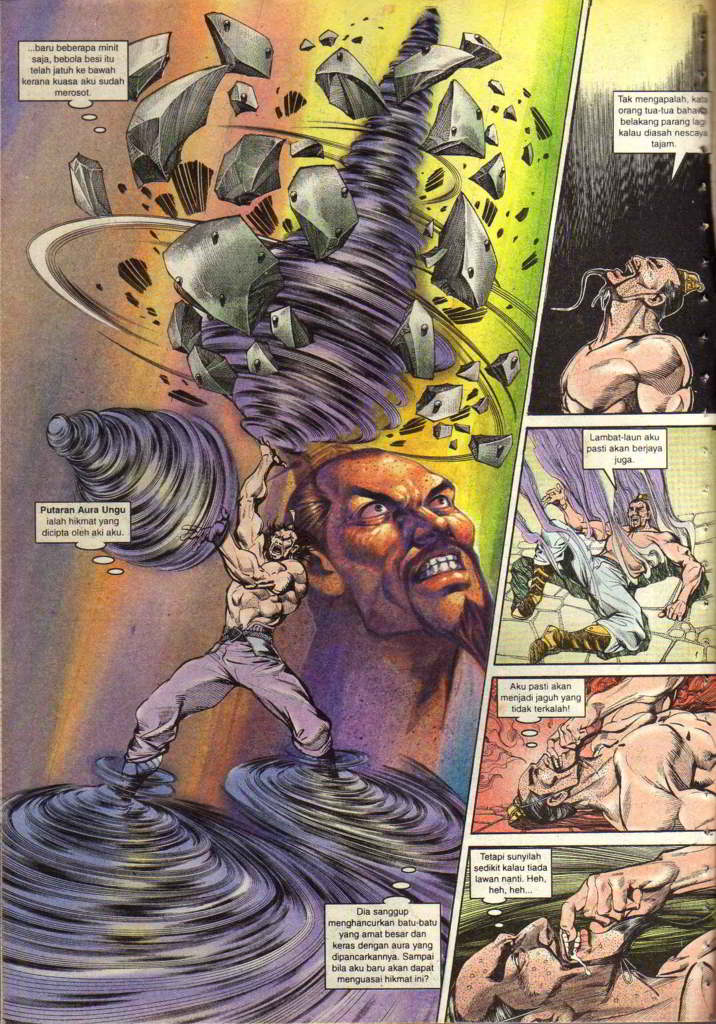 ...baru beberapa minit
saja, bebola besi itu
telah jatuh ke bawah
kerana kuasa aku sudah
merosot.
Putaran Aura Ungu
ialah hikmat yang
dicipta oleh aki aku.
Dia sanggup
menghancurkan batu-batu
yang amat besar dan
keras dengan aura yang
dipancarkannya. Sampai
bila aku baru akan dapat
menguasai hikmat ini?
Tak mengapalah, kata
orang tua-tua bahawa
belakang parang lagi
kalau diasah nescaya
tajam.
Lambat-laun aku
pasti akan berjaya
juga.
Aku pasti akan
menjadi jaguh yang
tidak terkalah!
Tetapi sunyilah
sedikit kalau tiada
lawan nanti. Heh,
heh, heh...